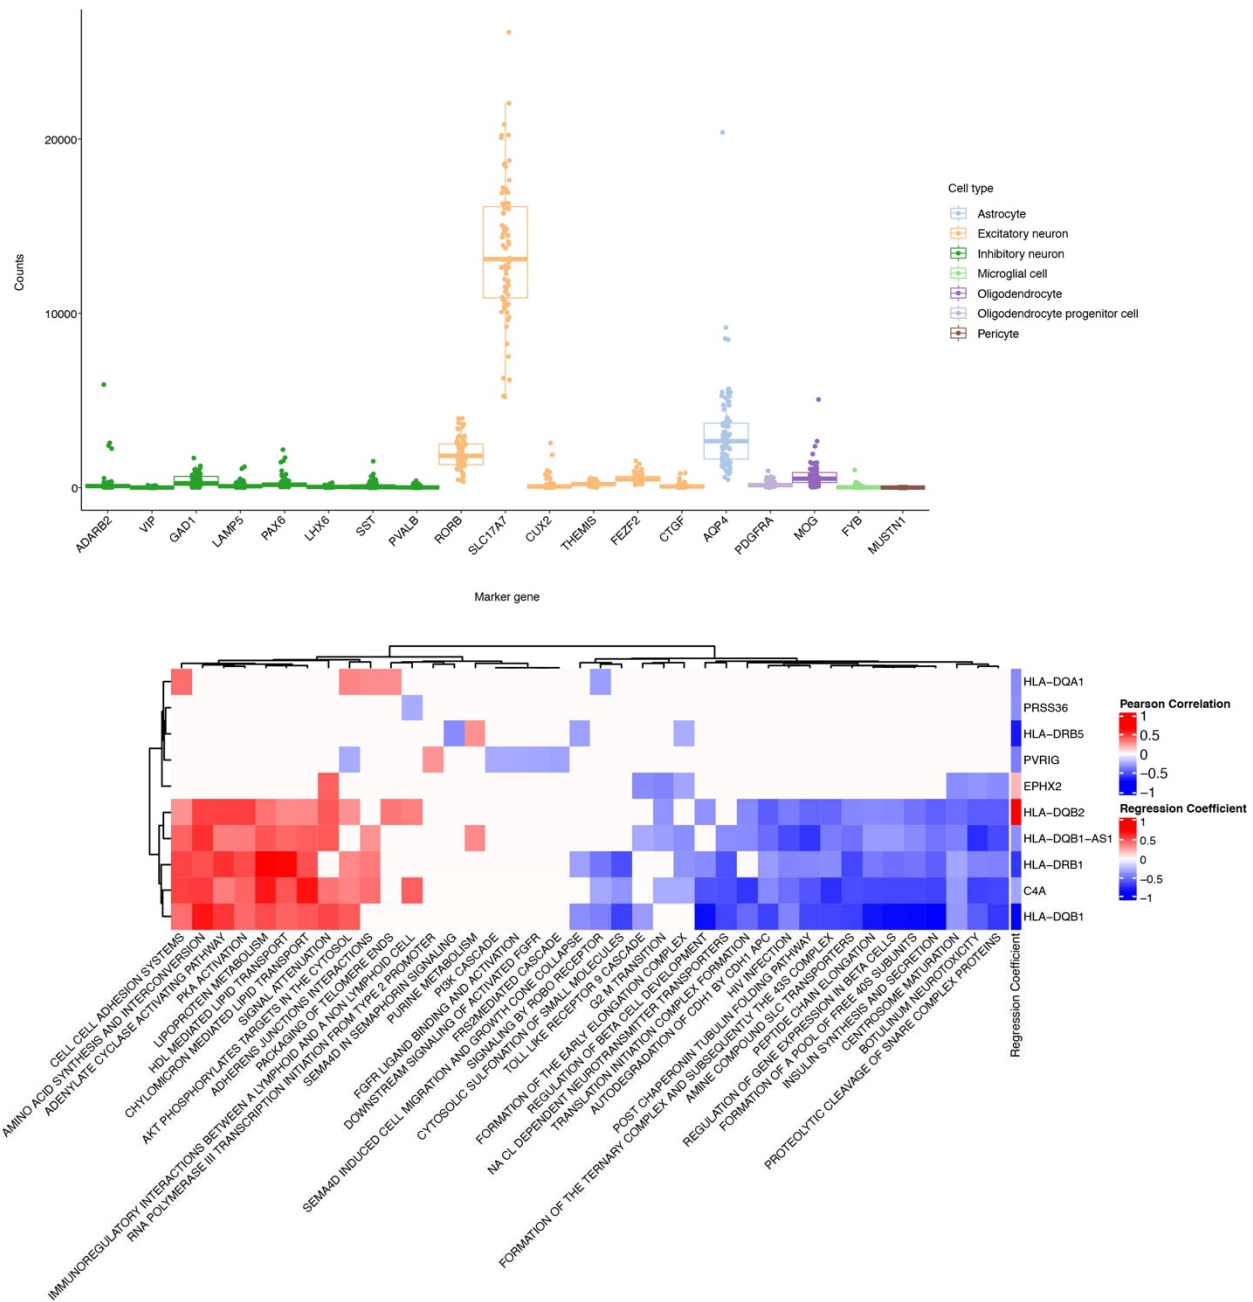 20000
10000
0
Counts
ADARB2
VIP
GAD1
LAMP5
PAX6
LHX6
SST
PVALB
RORB
SLC17A7
CUX2
THEMIS
FEZF2
CTGF
AQP4
PDGFRA
MOG
FYB
MUSTN1
Marker gene
Cell type
Astrocyte
Excitatory neuron
Inhibitory neuron
Microglial cell
Oligodendrocyte
Oligodendrocyte progenitor cell
Pericyte
HLA−DQA1
PRSS36
HLA−DRB5
PVRIG
EPHX2
HLA−DQB2
HLA−DQB1−AS1
HLA−DRB1
C4A
HLA−DQB1
Pearson Correlation
1
0.5
0
−0.5
−1
Regression Coefficient
1
0.5
0
−0.5
−1
CELL CELL ADHESION SYSTEMS
AMINO ACID SYNTHESIS AND INTERCONVERSION
ADENYLATE CYCLASE ACTIVATING PATHWAY
PKA ACTIVATION
LIPOPROTEIN METABOLISM
HDL MEDIATED LIPID TRANSPORT
CHYLOMICRON MEDIATED LIPID TRANSPORT
SIGNAL ATTENUATION
AKT PHOSPHORYLATES TARGETS IN THE CYTOSOL
ADHERENS JUNCTION INTERACTIONS
PACKAGING OF TELOMERE ENDS
IMMUNOREGULATORY INTERACTIONS BETWEEN A LYMPHOID AND A NON LYMPHOID CELL
RNA POLYMERASE III TRANSCRIPTION INITIATION FROM TYPE 2 PROMOTER
SEMA4D IN SEMAPHORIN SIGNALING
PURINE METABOLISM
PI3K CASCADE
FGFR LIGAND BINDING AND ACTIVATION
DOWNSTREAM SIGNALING OF ACTIVATED FGFR
FRS2MEDIATED CASCADE
SEMA4D INDUCED CELL MIGRATION AND GROWTH CONE COLLAPSE
SIGNALING BY ROBO RECEPTOR
CYTOSOLIC SULFONATION OF SMALL MOLECULES
TOLL LIKE RECEPTOR 9 CASCADE
G2 M TRANSITION
FORMATION OF THE EARLY ELONGATION COMPLEX
REGULATION OF BETA CELL DEVELOPMENT
NA CL DEPENDENT NEUROTRANSMITTER TRANSPORTERS
TRANSLATION INITIATION COMPLEX FORMATION
AUTODEGRADATION OF CDH1 BY CDH1 APC
HIV INFECTION
POST CHAPERONIN TUBULIN FOLDING PATHWAY
FORMATION OF THE TERNARY COMPLEX AND SUBSEQUENTLY THE 43S COMPLEX
AMINE COMPOUND SLC TRANSPORTERS
PEPTIDE CHAIN ELONGATION
REGULATION OF GENE EXPRESSION IN BETA CELLS
FORMATION OF A POOL OF FREE 40S SUBUNITS
INSULIN SYNTHESIS AND SECRETION
CENTROSOME MATURATION
BOTULINUM NEUROTOXICITY
PROTEOLYTIC CLEAVAGE OF SNARE COMPLEX PROTEINS
Regression Coefficient